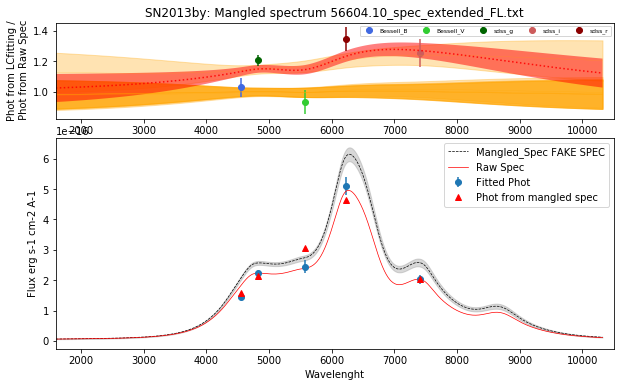 SN2013by: Mangled spectrum 56604.10_spec_extended_FL.txt
Phot from LCfitting /
Phot from Raw Spec
1.4
1.2
1.0
Bessell_B
Bessell_V
sdss_g
sdss_i
sdss_r
2000 3000 4000 5000 6000 7000 8000 9000 10000
Flux erg s-1 cm-2 A-1
6
5
4
3
2
1
0
Mangled_Spec FAKE SPEC
Raw Spec
Fitted Phot
Phot from mangled spec
2000 3000 4000 5000 6000 7000 8000 9000 10000
Wavelenght